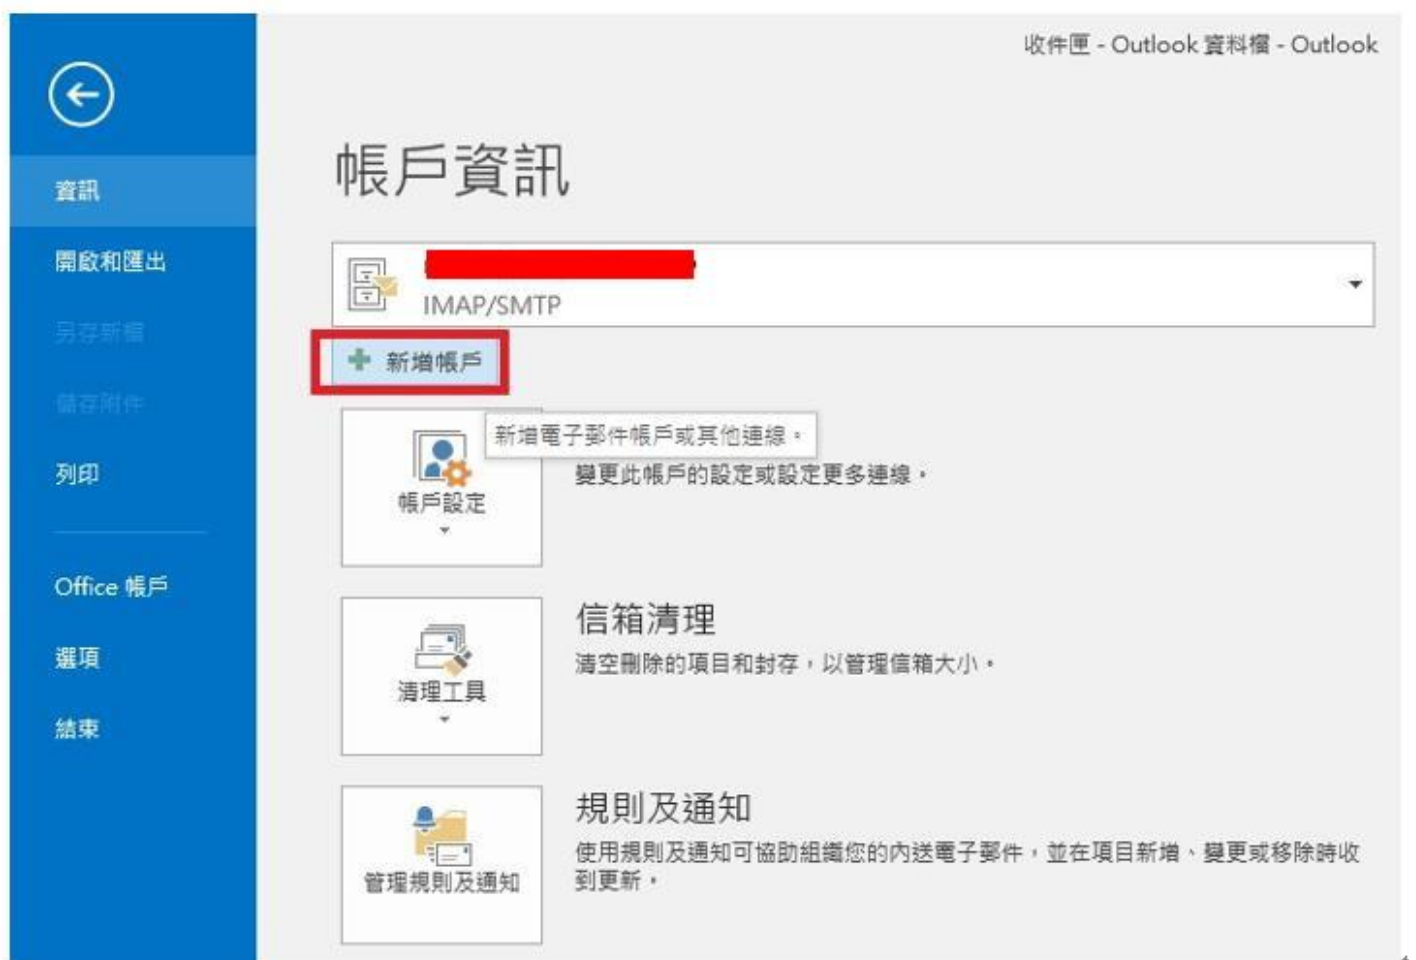 收件匣 - Outlook 資料檔 - Outlook
帳戶資訊
資訊
開啟和匯出
另存新檔
儲存附件
列印
Office 帳戶
選項
結束
IMAP/SMTP
新增帳戶
新增電子郵件帳戶或其他連線。
變更此帳戶的設定或設定更多連線。
帳戶設定
信箱清理
清空刪除的項目和封存，以管理信箱大小。
清理工具
規則及通知
使用規則及通知可協助組織您的內送電子郵件，並在項目新增、變更或移除時收
到更新。
管理規則及通知